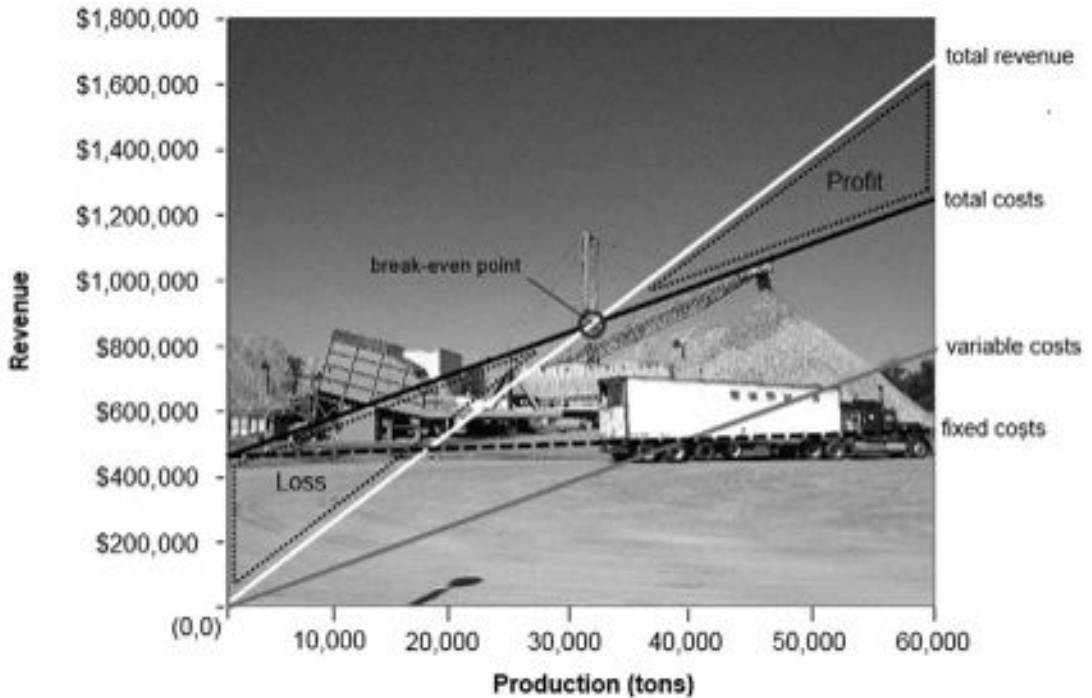 $1,800,000
$1,600,000
$1,400,000
$1,200,000
$1,000,000
$800,000
$600,000
$400,000
$200,000
(0,0)
Revenue
total revenue
Profit
total costs
break-even point
variable costs
fixed costs
Loss
10,000
20,000
30,000
40,000
50,000
60,000
Production (tons)